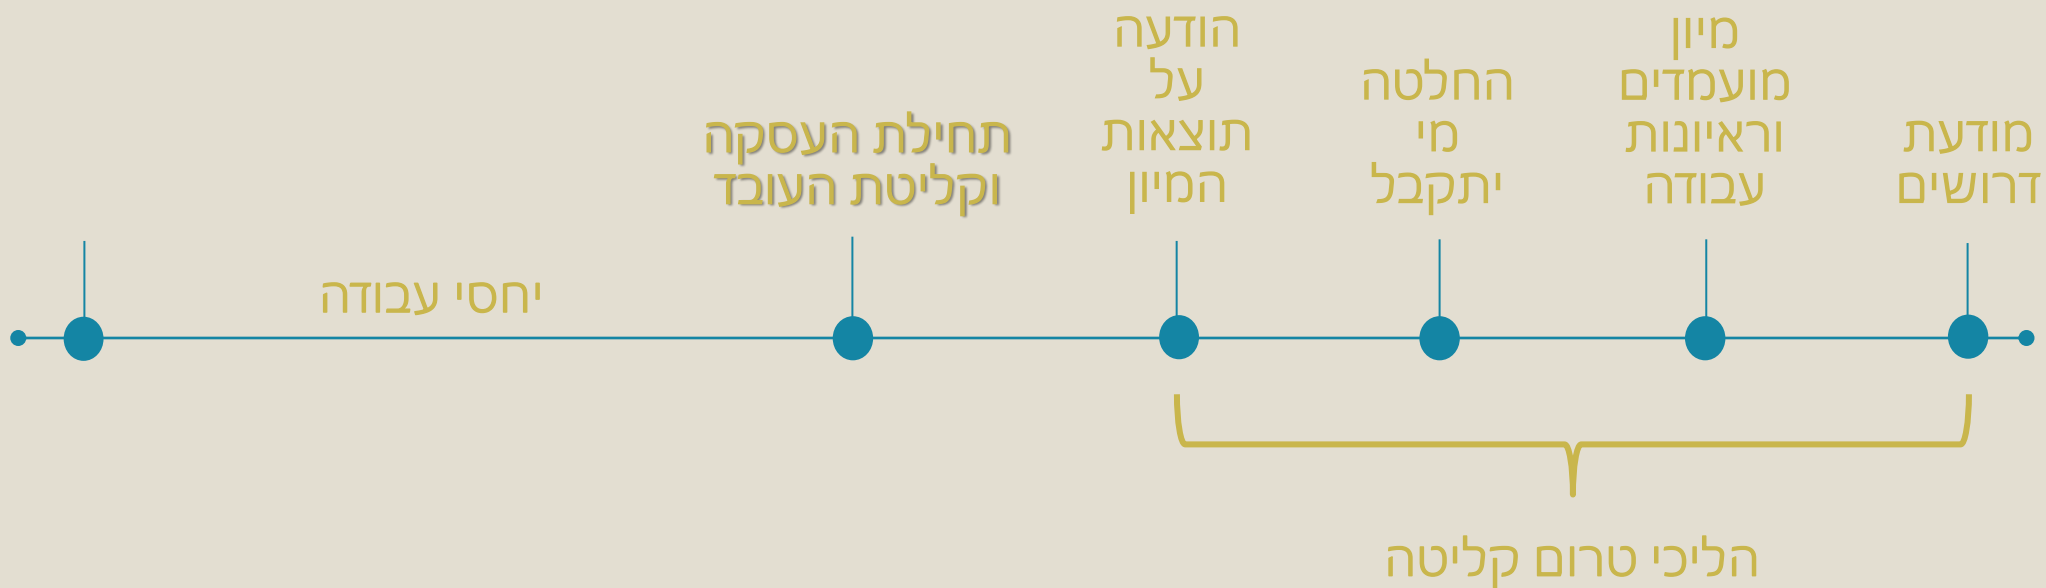 מודעת
דרושים
מיון
מועמדים
וראיונות
עבודה
החלטה
מי
יתקבל
הודעה
על
תוצאות
המיון
תחילת העסקה
וקליטת העובד
יחסי עבודה
הליכי טרום קליטה